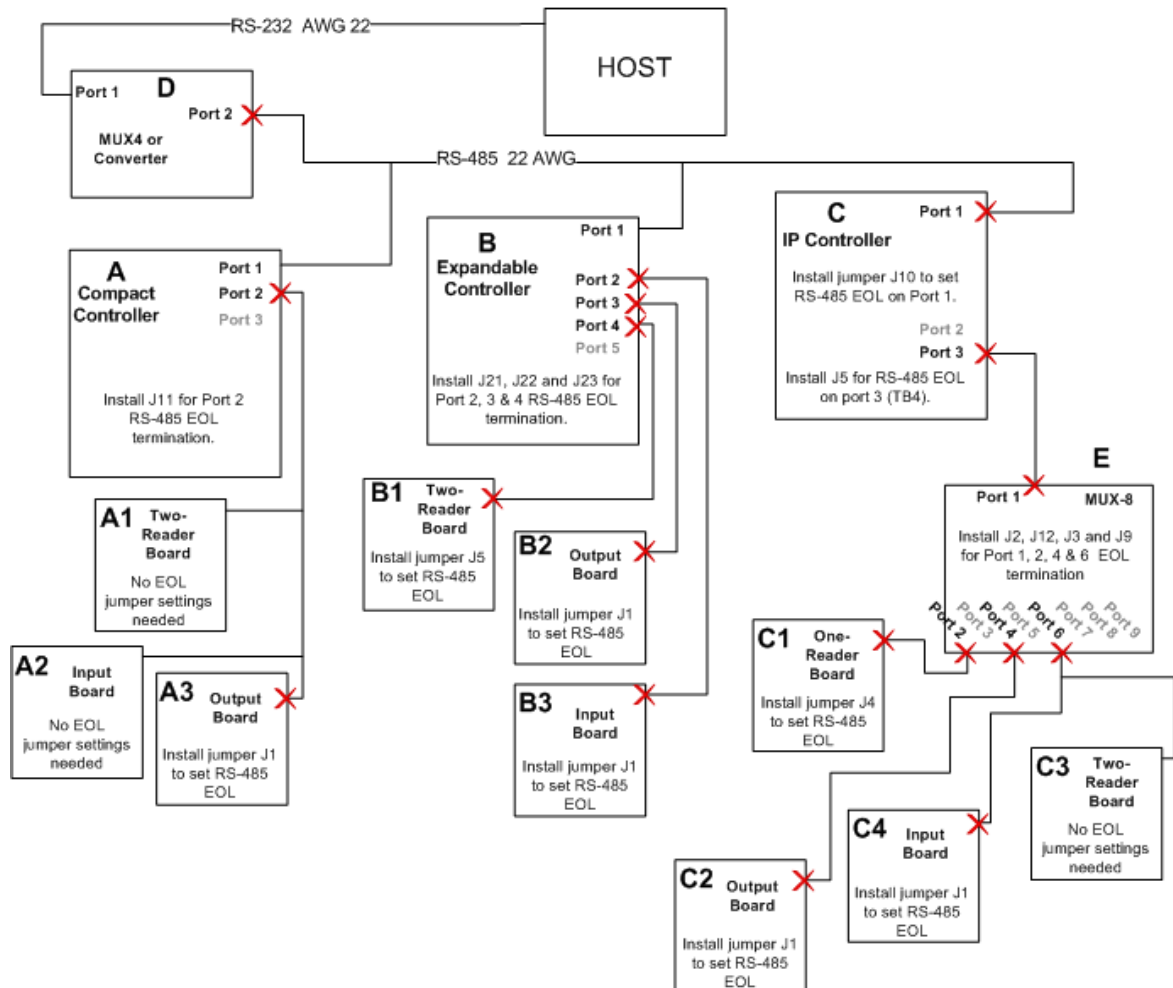 RS-232 AWG 22
HOST
D
Port 1
Port 2
MUX4 or
Converter
RS-485 22 AWG
A
Compact
Controller
Port 1
Port 2
Port 3
Install J11 for Port 2
RS-485 EOL
termination.
B
Expandable
Controller
Port 1
Port 2
Port 3
Port 4
Port 5
Install J21, J22 and J23 for
Port 2, 3 & 4 RS-485 EOL
termination.
C
IP Controller
Port 1
Install jumper J10 to set
RS-485 EOL on Port 1.
Port 2
Port 3
Install J5 for RS-485 EOL
on port 3 (TB4).
E
Port 1
MUX-8
Install J2, J12, J3 and J9
for Port 1, 2, 4 & 6 EOL
termination
Port 2
Port 3
Port 4
Port 5
Port 6
Port 7
Port 8
Port 9
A1
Two-
Reader
Board
No EOL
jumper settings
needed
A2
Input
Board
No EOL
jumper settings
needed
A3
Output
Board
Install jumper J1
to set RS-485
EOL
B1
Two-
Reader
Board
Install jumper J5
to set RS-485
EOL
B2
Output
Board
Install jumper J1
to set RS-485
EOL
B3
Input
Board
Install jumper J1
to set RS-485
EOL
C1
One-
Reader
Board
Install jumper J4
to set RS-485
EOL
C2
Output
Board
Install jumper J1
to set RS-485
EOL
C4
Input
Board
Install jumper J1
to set RS-485
EOL
C3
Two-
Reader
Board
No EOL
jumper settings
needed